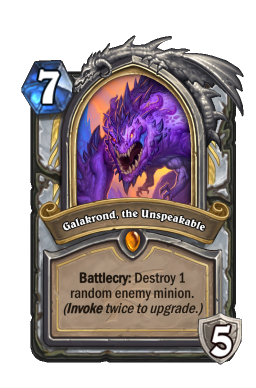 7
Galakrond, the Unspeakable
Battlecry: Destroy 1
random enemy minion.
(Invoke twice to upgrade.)
5